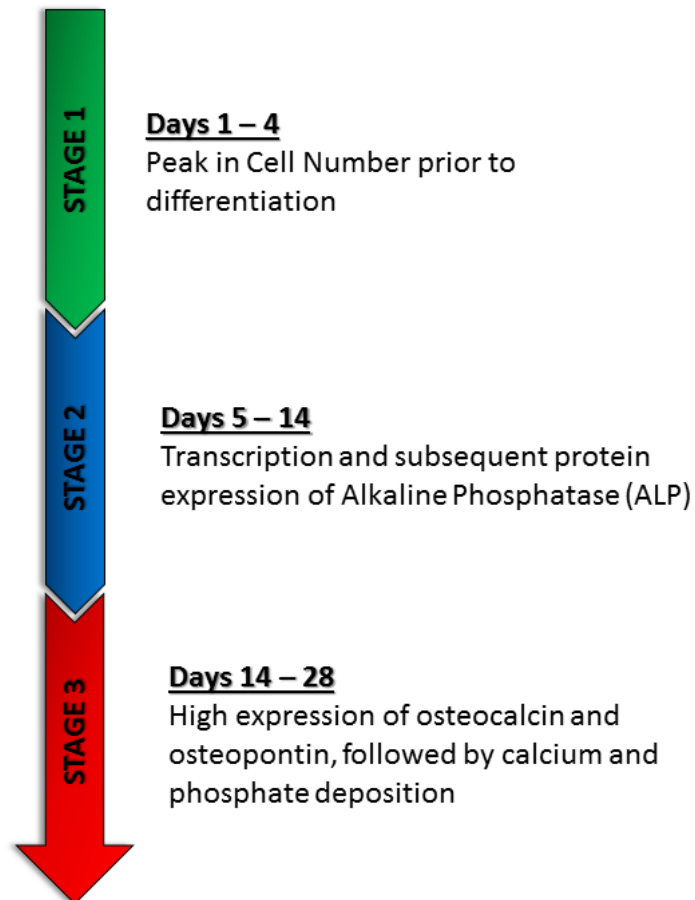 STAGE 1
Days 1 – 4
Peak in Cell Number prior to
differentiation
STAGE 2
Days 5 – 14
Transcription and subsequent protein
expression of Alkaline Phosphatase (ALP)
STAGE 3
Days 14 – 28
High expression of osteocalcin and
osteopontin, followed by calcium and
phosphate deposition